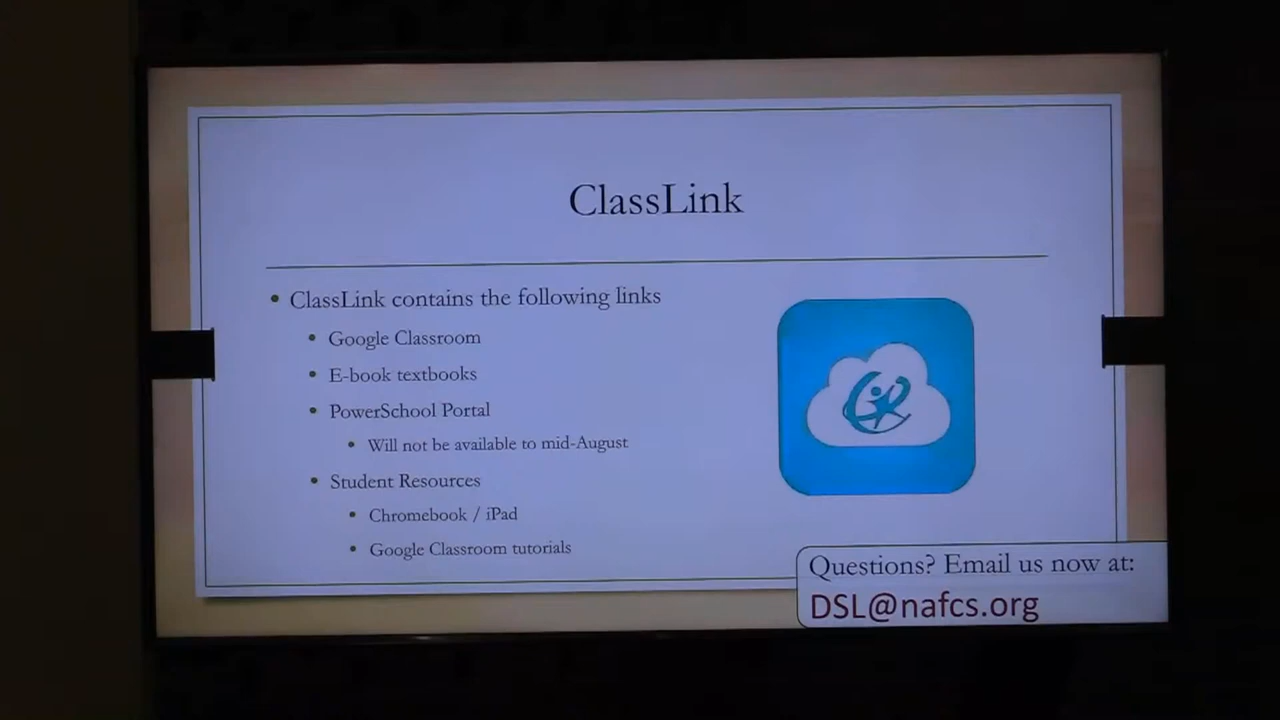 ClassLink
ClassLink contains the following links
Google Classroom
E-book textbooks
PowerSchool Portal
Will not be available to mid-August
Student Resources
Chromebook / iPad
Google Classroom tutorials
Questions? Email us now at:
DSL@nafcs.org